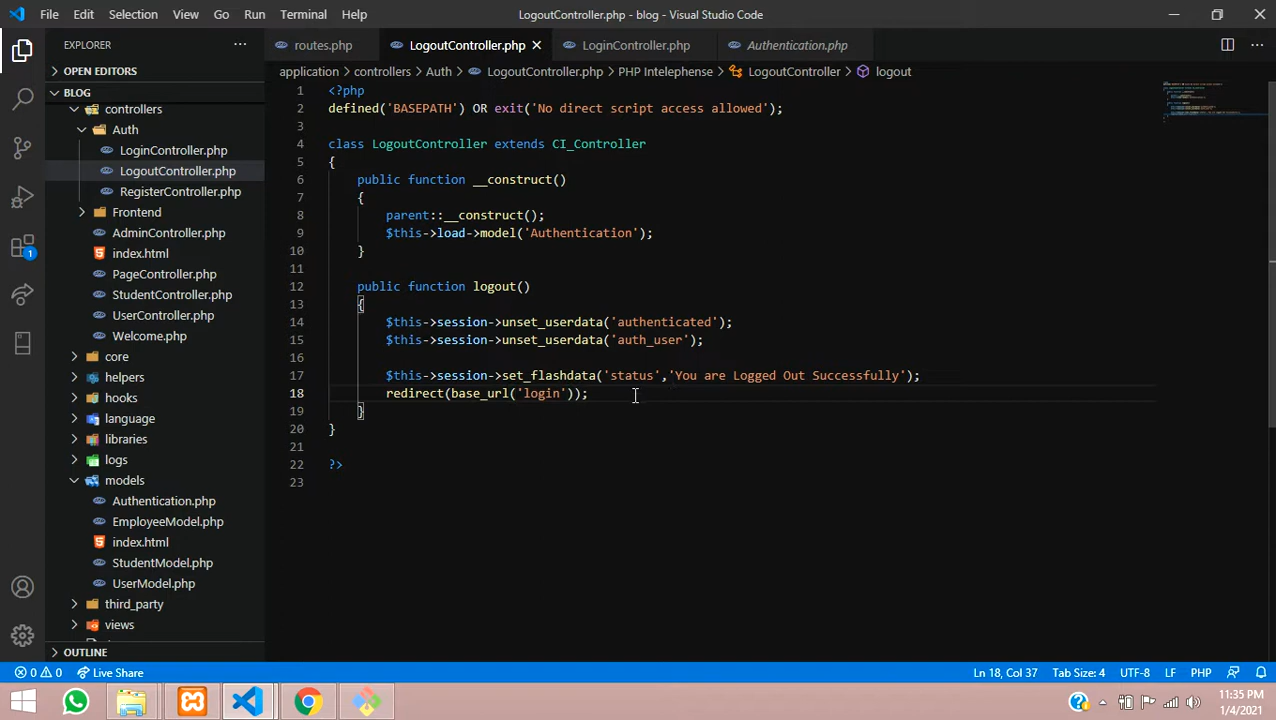 File Edit Selection View Go Run Terminal Help
LogoutController.php - blog - Visual Studio Code
EXPLORER
OPEN EDITORS
BLOG
controllers
Auth
LoginController.php
LogoutController.php
RegisterController.php
Frontend
AdminController.php
index.html
PageController.php
StudentController.php
UserController.php
Welcome.php
core
helpers
hooks
language
libraries
logs
models
Authentication.php
EmployeeModel.php
index.html
StudentModel.php
UserModel.php
third_party
views
OUTLINE
1
routes.php LogoutController.php LoginController.php Authentication.php
application > controllers > Auth > LogoutController.php > PHP Intelephense > LogoutController > logout
1 <?php
2 defined('BASEPATH') OR exit('No direct script access allowed');
3
4 class LogoutController extends CI_Controller
5 {
6 public function __construct()
7 {
8 parent::__construct();
9 $this->load->model('Authentication');
10 }
11
12 public function logout()
13 {
14 $this->session->unset_userdata('authenticated');
15 $this->session->unset_userdata('auth_user');
16
17 $this->session->set_flashdata('status','You are Logged Out Successfully');
18 redirect(base_url('login'));
19 }
20 }
21
22 ?>
23
0 0 Live Share
Ln 18, Col 37 Tab Size: 4 UTF-8 LF PHP
11:35 PM
1/4/2021